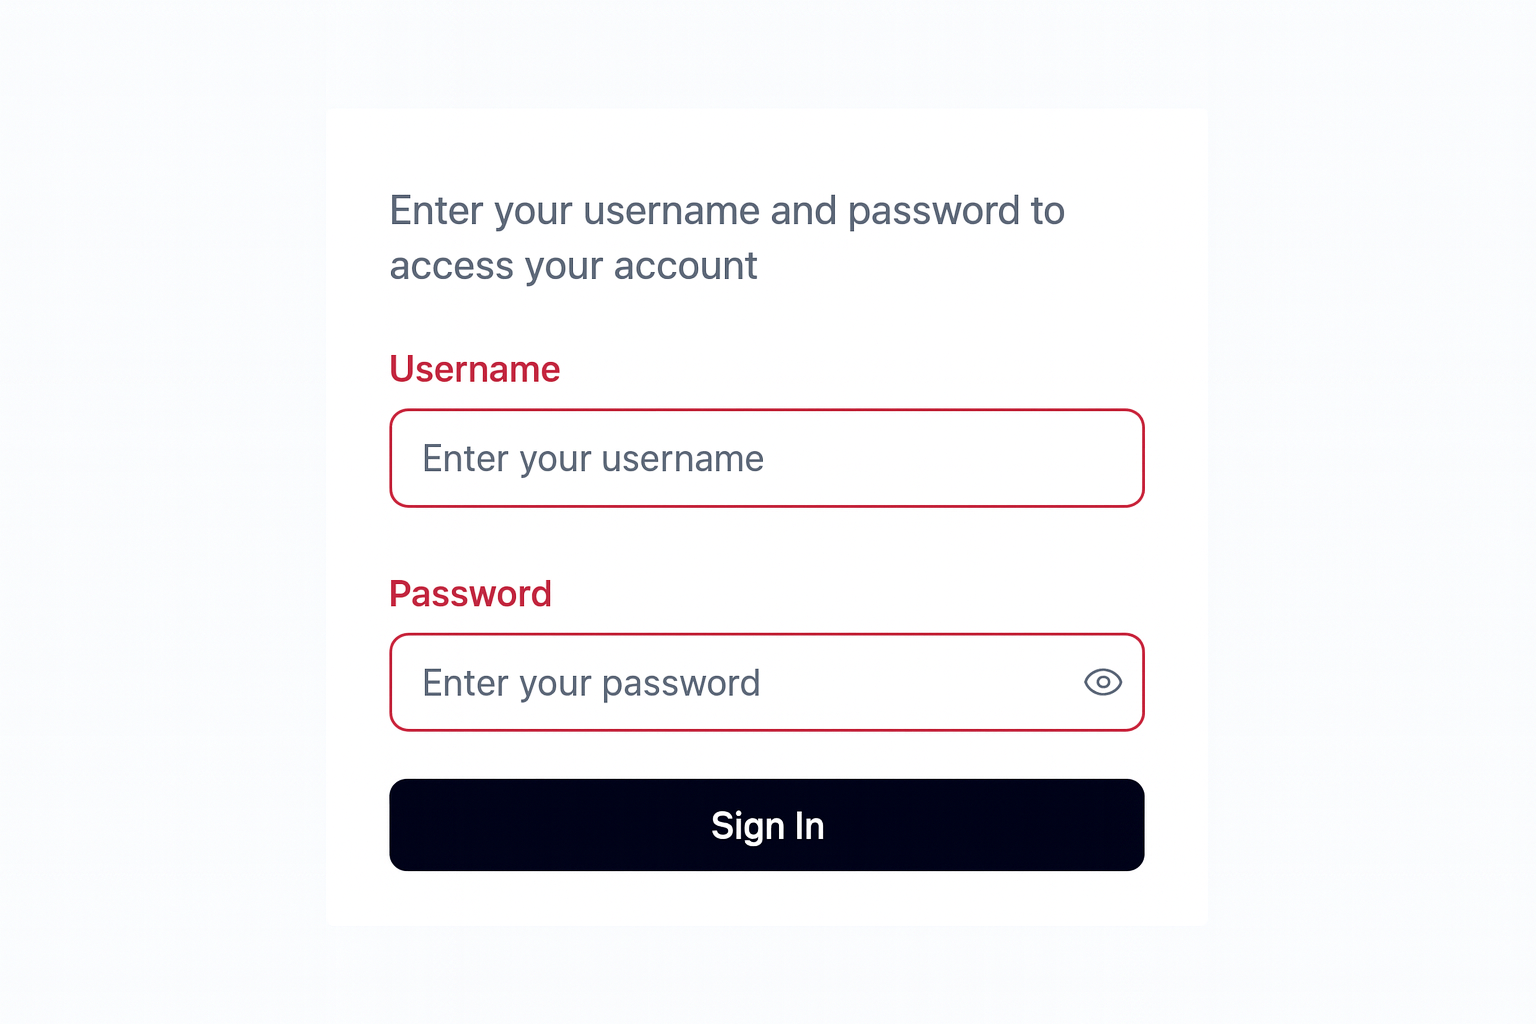 Enter your username and password to
access your account
Username
Enter your username
Password
Enter your password
Sign In